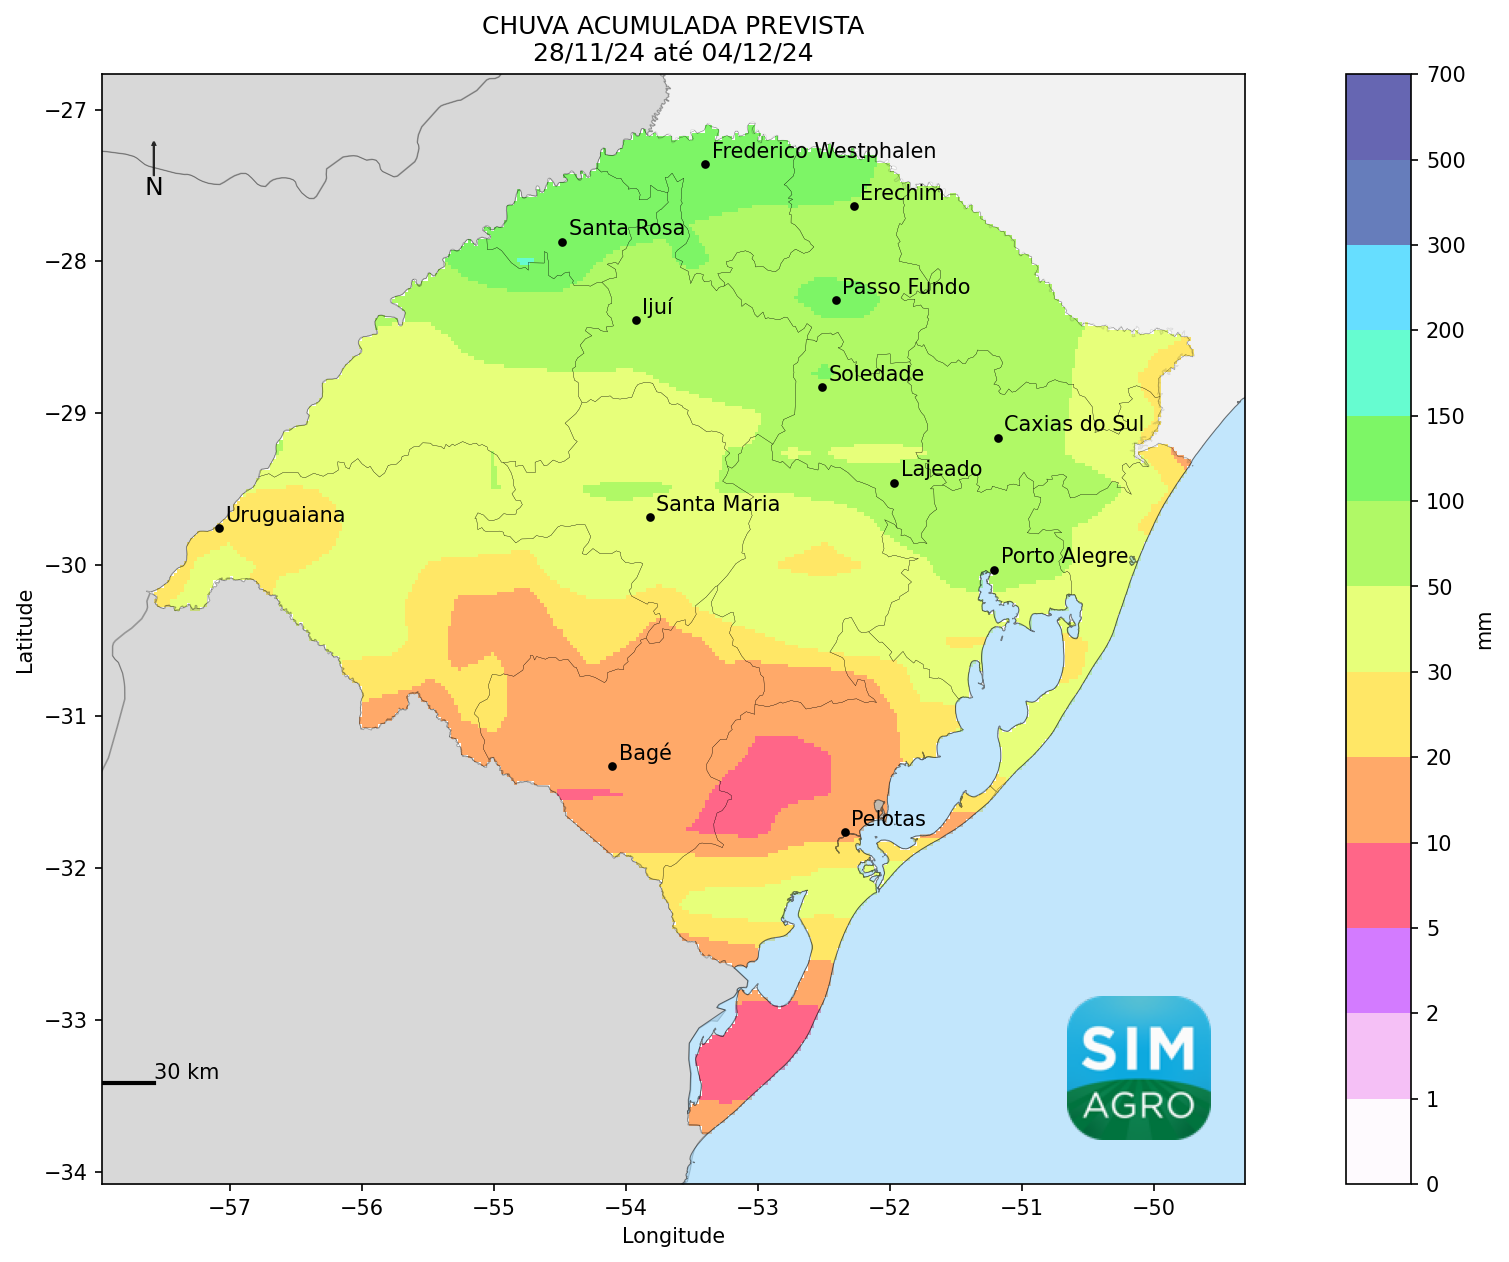 CHUVA ACUMULADA PREVISTA
28/11/24 até 04/12/24
−27
−28
−29
−30
−31
−32
−33
−34
Latitude
N
Frederico Westphalen
Erechim
Santa Rosa
Passo Fundo
Ijuí
Soledade
Caxias do Sul
Lajeado
Santa Maria
Uruguaiana
Porto Alegre
Bagé
Pelotas
30 km
SIM
AGRO
−57
−56
−55
−54
−53
−52
−51
−50
Longitude
700
500
300
200
150
100
50
30
20
10
5
2
1
0
mm